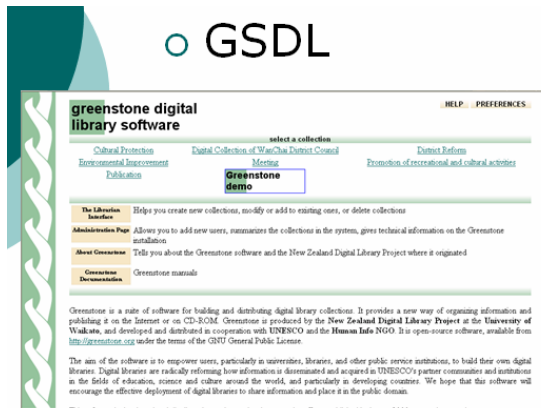 GSDL
greenstone digital
library software
HELP PREFERENCES
select a collection
Cultural Protection Digital Collection of WanChai District Council District Reform
Environmental Improvement Meeting Promotion of recreational and cultural activities
Publication Greenstone
demo
The Librarian
Interface
Helps you create new collections, modify or add to existing ones, or delete collections
Administration Page Allows you to add new users, summarizes the collections in the system, gives technical information on the Greenstone
installation
About Greenstone Tells you about the Greenstone software and the New Zealand Digital Library Project where it originated
Greenstone
Documentation
Greenstone manuals
Greenstone is a suite of software for building and distributing digital library collections. It provides a new way of organizing information and
publishing it on the Internet or on CD-ROM. Greenstone is produced by the New Zealand Digital Library Project at the University of
Waikato, and developed and distributed in cooperation with UNESCO and the Human Info NGO. It is open-source software, available from
http://greenstone.org under the terms of the GNU General Public License.
The aim of the software is to empower users, particularly in universities, libraries, and other public service institutions, to build their own digital
libraries. Digital libraries are radically reforming how information is disseminated and acquired in UNESCO's partner communities and institutions
in the fields of education, science and culture around the world, and particularly in developing countries. We hope that this software will
encourage the effective deployment of digital libraries to share information and place it in the public domain.